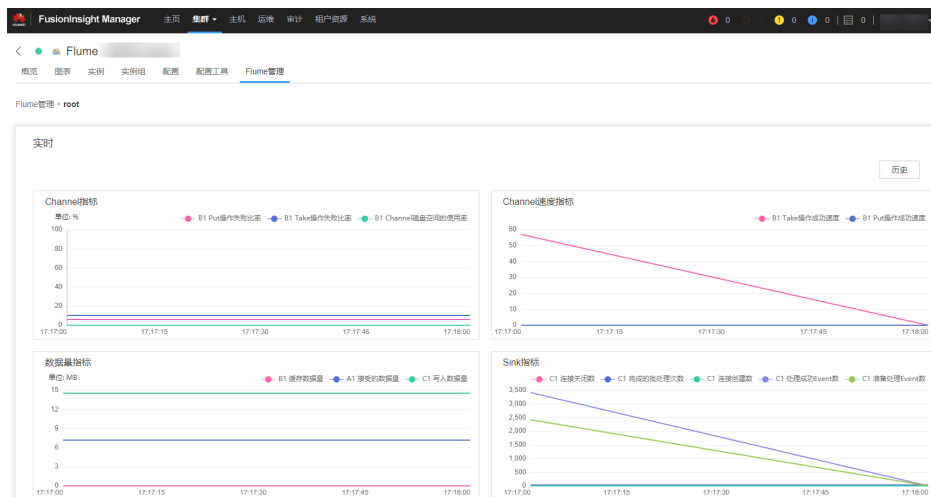 HUAWEI FusionInsight Manager 主页 集群 主机 运维 审计 租户资源 系统 0 0 0 0
Flume
概览 图表 实例 实例组 配置 配置工具 Flume管理
Flume管理 › root
实时
历史
Channel指标
单位: %
B1 Put操作失败比率 B1 Take操作失败比率 B1 Channel磁盘空间的使用率
100
80
60
40
20
0
17:17:00 17:17:15 17:17:30 17:17:45 17:18:00
Channel速度指标
B1 Take操作成功速度 B1 Put操作成功速度
60
50
40
30
20
10
0
17:17:00 17:17:15 17:17:30 17:17:45 17:18:00
数据量指标
单位: MB
B1 缓存数据量 A1 接受的数据量 C1 写入数据量
15
12
9
6
3
0
17:17:00 17:17:15 17:17:30 17:17:45 17:18:00
Sink指标
C1 连接关闭数 C1 完成的批处理次数 C1 连接创建数 C1 处理成功Event数 C1 准备处理Event数
3,500
3,000
2,500
2,000
1,500
1,000
500
0
17:17:00 17:17:15 17:17:30 17:17:45 17:18:00